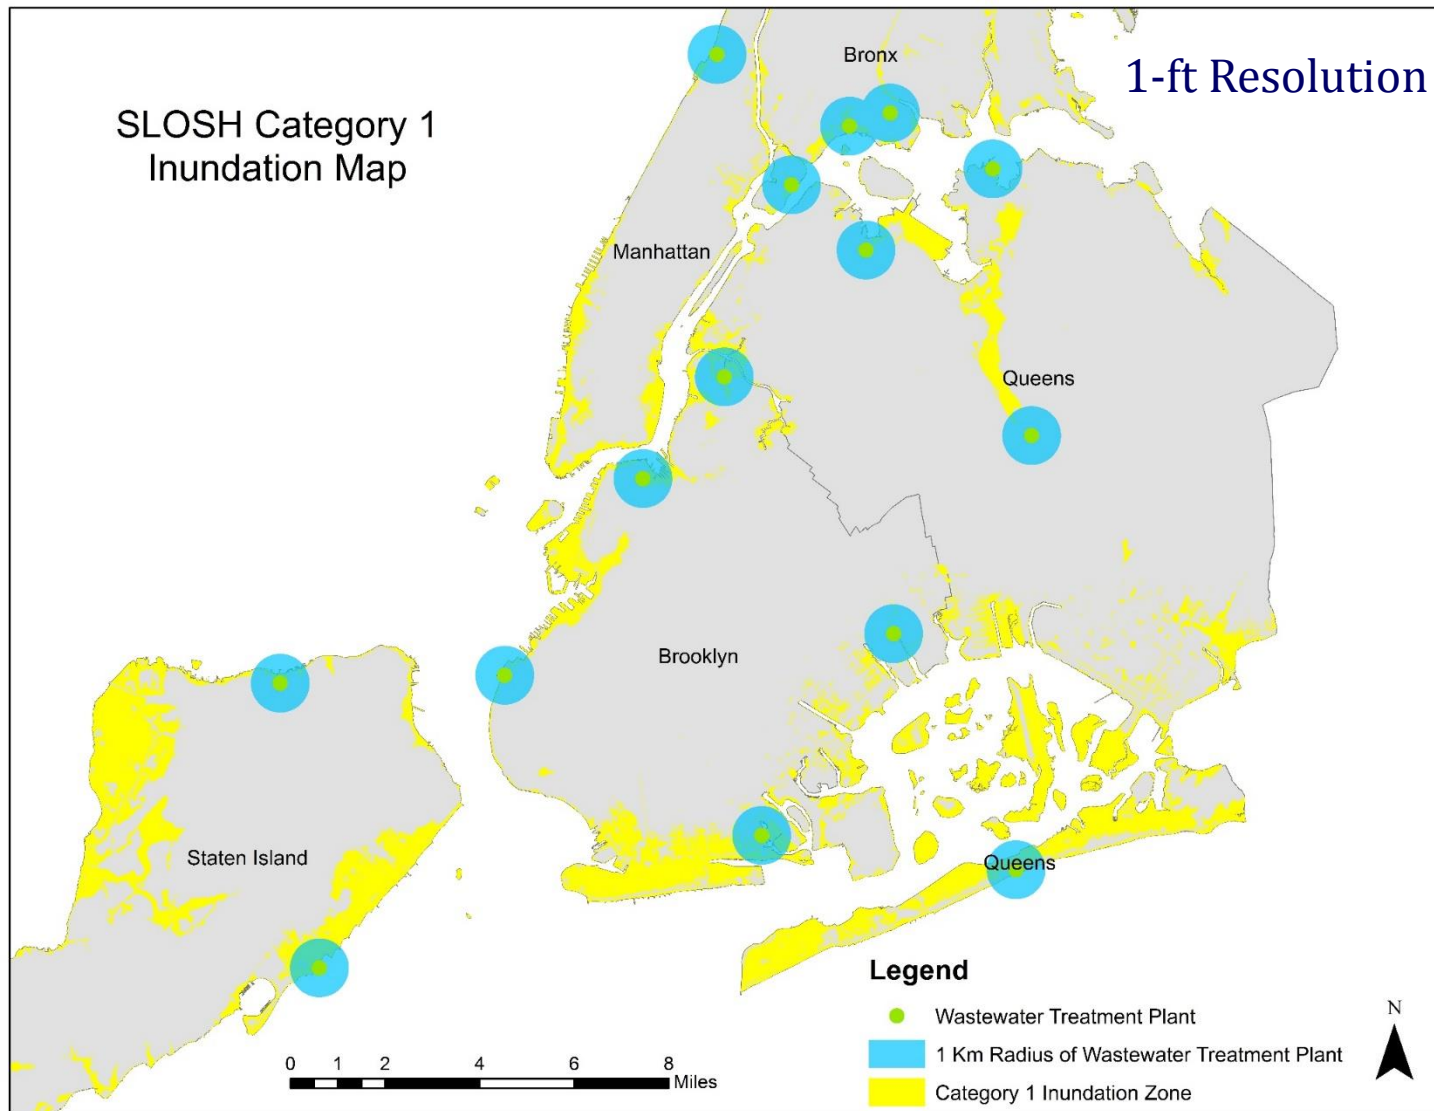 Bronx
1-ft Resolution
SLOSH Category 1
Inundation Map
Manhattan
Queens
Brooklyn
Staten Island
Queens
Legend
Wastewater Treatment Plant
1 Km Radius of Wastewater Treatment Plant
Category 1 Inundation Zone
N
0 1 2 4 6 8
Miles